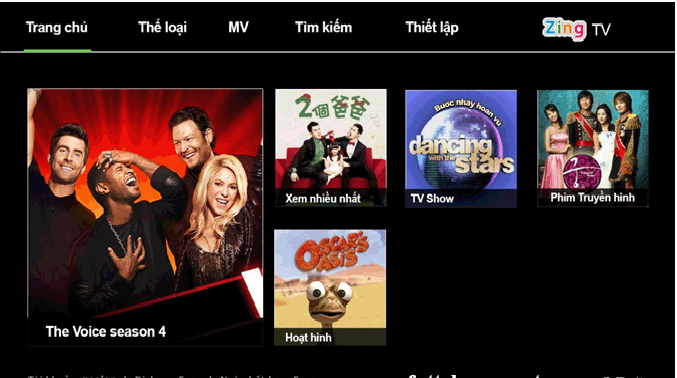 Trang chủ
Thể loại
MV
Tìm kiếm
Thiết lập
Zing TV
The Voice season 4
2個爸爸
Xem nhiều nhất
Bước nhảy hoàn vũ
dancing
with the
stars
TV Show
Phim Truyền hình
OSCAR'S
OASIS
Hoạt hình